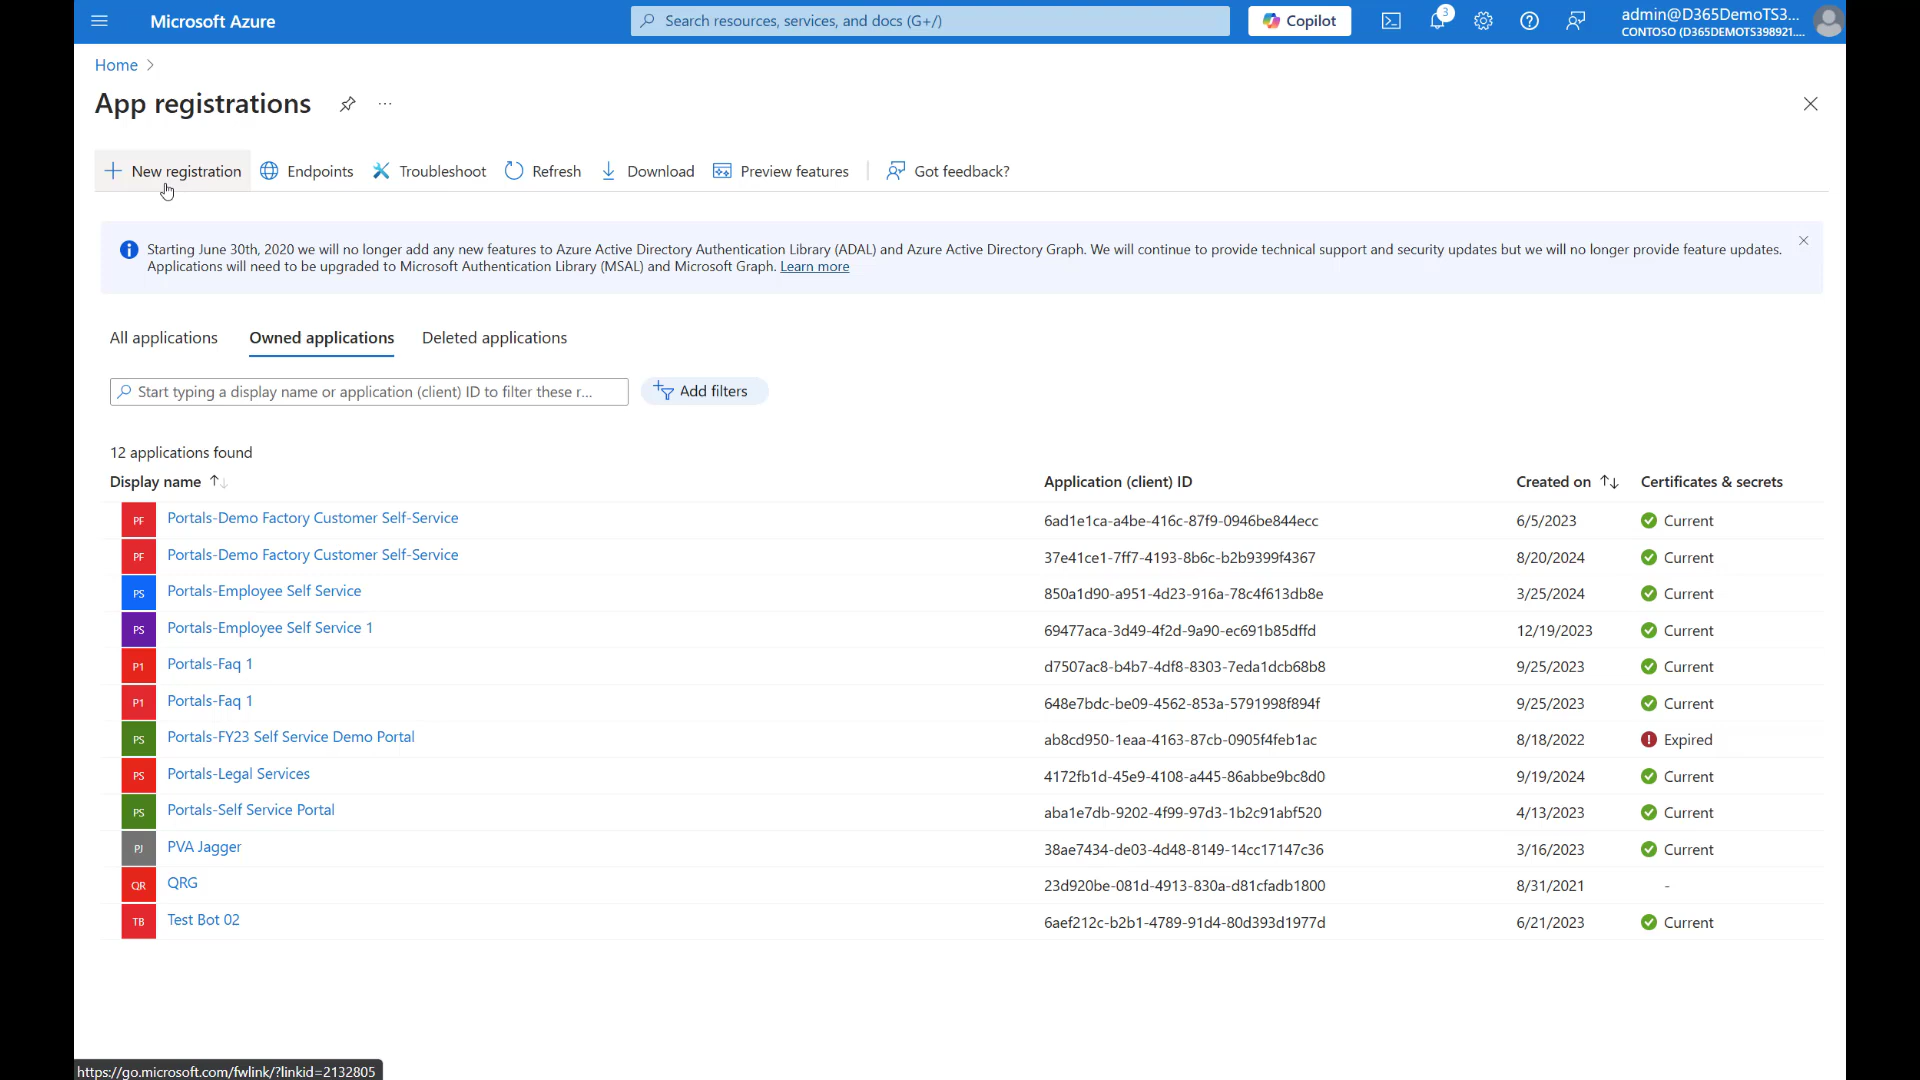 Microsoft Azure
Search resources, services, and docs (G+/)
Copilot
3
admin@D365DemoTS3...
CONTOSO (D365DEMOTS398921....
Home
App registrations
New registration
Endpoints
Troubleshoot
Refresh
Download
Preview features
Got feedback?
Starting June 30th, 2020 we will no longer add any new features to Azure Active Directory Authentication Library (ADAL) and Azure Active Directory Graph. We will continue to provide technical support and security updates but we will no longer provide feature updates.
Applications will need to be upgraded to Microsoft Authentication Library (MSAL) and Microsoft Graph. Learn more
All applications
Owned applications
Deleted applications
Start typing a display name or application (client) ID to filter these r...
Add filters
12 applications found
Display name Application (client) ID Created on Certificates & secrets
PF Portals-Demo Factory Customer Self-Service 6ad1e1ca-a4be-416c-87f9-0946be844ecc 6/5/2023 Current
PF Portals-Demo Factory Customer Self-Service 37e41ce1-7ff7-4193-8b6c-b2b9399f4367 8/20/2024 Current
PS Portals-Employee Self Service 850a1d90-a951-4d23-916a-78c4f613db8e 3/25/2024 Current
PS Portals-Employee Self Service 1 69477aca-3d49-4f2d-9a90-ec691b85dffd 12/19/2023 Current
P1 Portals-Faq 1 d7507ac8-b4b7-4df8-8303-7eda1dcb68b8 9/25/2023 Current
P1 Portals-Faq 1 648e7bdc-be09-4562-853a-5791998f894f 9/25/2023 Current
PS Portals-FY23 Self Service Demo Portal ab8cd950-1eaa-4163-87cb-0905f4feb1ac 8/18/2022 Expired
PS Portals-Legal Services 4172fb1d-45e9-4108-a445-86abbe9bc8d0 9/19/2024 Current
PS Portals-Self Service Portal aba1e7db-9202-4f99-97d3-1b2c91abf520 4/13/2023 Current
PJ PVA Jagger 38ae7434-de03-4d48-8149-14cc17147c36 3/16/2023 Current
QR QRG 23d920be-081d-4913-830a-d81cfadb1800 8/31/2021 -
TB Test Bot 02 6aef212c-b2b1-4789-91d4-80d393d1977d 6/21/2023 Current
https://go.microsoft.com/fwlink/?linkid=2132805